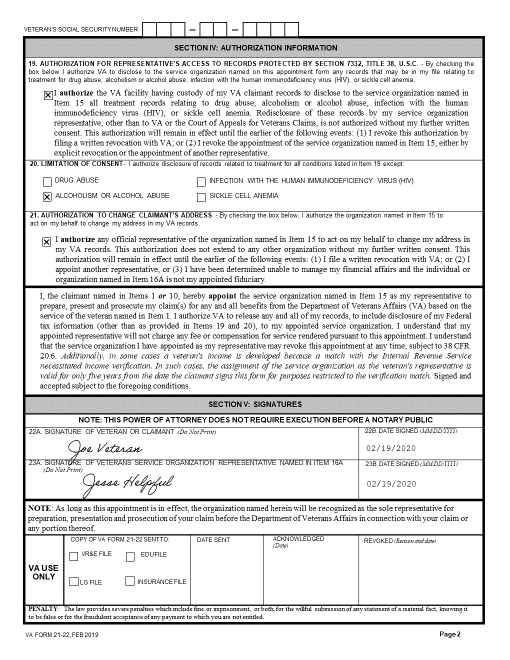 VETERAN'S SOCIAL SECURITY NUMBER
SECTION IV: AUTHORIZATION INFORMATION
19. AUTHORIZATION FOR REPRESENTATIVE'S ACCESS TO RECORDS PROTECTED BY SECTION 7332, TITLE 38, U.S.C. - By checking the
box below I authorize VA to disclose to the service organization named on this appointment form any records that may be in my file relating to
treatment for drug abuse, alcoholism or alcohol abuse, infection with the human immunodeficiency virus (HIV), or sickle cell anemia.
I authorize the VA facility having custody of my VA claimant records to disclose to the service organization named in
Item 15 all treatment records relating to drug abuse, alcoholism or alcohol abuse, infection with the human
immunodeficiency virus (HIV), or sickle cell anemia. Redisclosure of these records by my service organization
representative, other than to VA or the Court of Appeals for Veterans Claims, is not authorized without my further written
consent. This authorization will remain in effect until the earlier of the following events: (1) I revoke this authorization by
filing a written revocation with VA; or (2) I revoke the appointment of the service organization named in Item 15, either by
explicit revocation or the appointment of another representative.
20. LIMITATION OF CONSENT- I authorize disclosure of records related to treatment for all conditions listed in Item 19 except:
DRUG ABUSE INFECTION WITH THE HUMAN IMMUNODEFICIENCY VIRUS (HIV)
ALCOHOLISM OR ALCOHOL ABUSE SICKLE CELL ANEMIA
21. AUTHORIZATION TO CHANGE CLAIMANT'S ADDRESS - By checking the box below, I authorize the organization named in Item 15 to
act on my behalf to change my address in my VA records.
I authorize any official representative of the organization named in Item 15 to act on my behalf to change my address in
my VA records. This authorization does not extend to any other organization without my further written consent. This
authorization will remain in effect until the earlier of the following events: (1) I file a written revocation with VA; or (2) I
appoint another representative, or (3) I have been determined unable to manage my financial affairs and the individual or
organization named in Item 16A is not my appointed fiduciary.
I, the claimant named in Items 1 or 10, hereby appoint the service organization named in Item 15 as my representative to
prepare, present and prosecute my claim(s) for any and all benefits from the Department of Veterans Affairs (VA) based on the
service of the veteran named in Item 1. I authorize VA to release any and all of my records, to include disclosure of my Federal
tax information (other than as provided in Items 19 and 20), to my appointed service organization. I understand that my
appointed representative will not charge any fee or compensation for service rendered pursuant to this appointment. I understand
that the service organization I have appointed as my representative may revoke this appointment at any time, subject to 38 CFR
20.6. Additionally, in some cases a veteran's income is developed because a match with the Internal Revenue Service
necessitated income verification. In such cases, the assignment of the service organization as the veteran's representative is
valid for only five years from the date the claimant signs this form for purposes restricted to the verification match. Signed and
accepted subject to the foregoing conditions.
SECTION V: SIGNATURES
NOTE: THIS POWER OF ATTORNEY DOES NOT REQUIRE EXECUTION BEFORE A NOTARY PUBLIC
22A. SIGNATURE OF VETERAN OR CLAIMANT (Do Not Print) 22B. DATE SIGNED (MM/DD/YYYY)
Joe Veteran 02/19/2020
23A. SIGNATURE OF VETERANS SERVICE ORGANIZATION REPRESENTATIVE NAMED IN ITEM 16A 23B. DATE SIGNED (MM/DD/YYYY)
(Do Not Print)
Jesse Helpful 02/19/2020
NOTE: As long as this appointment is in effect, the organization named herein will be recognized as the sole representative for
preparation, presentation and prosecution of your claim before the Department of Veterans Affairs in connection with your claim or
any portion thereof.
VA USE ONLY
COPY OF VA FORM 21-22 SENT TO: DATE SENT ACKNOWLEDGED (Date) REVOKED (Reason and date)
VR&E FILE EDU FILE
LG FILE INSURANCE FILE
PENALTY: The law provides severe penalties which include fine or imprisonment, or both, for the willful submission of any statement of a material fact, knowing it
to be false or for the fraudulent acceptance of any payment to which you are not entitled.
VA FORM 21-22, FEB 2019 Page 2